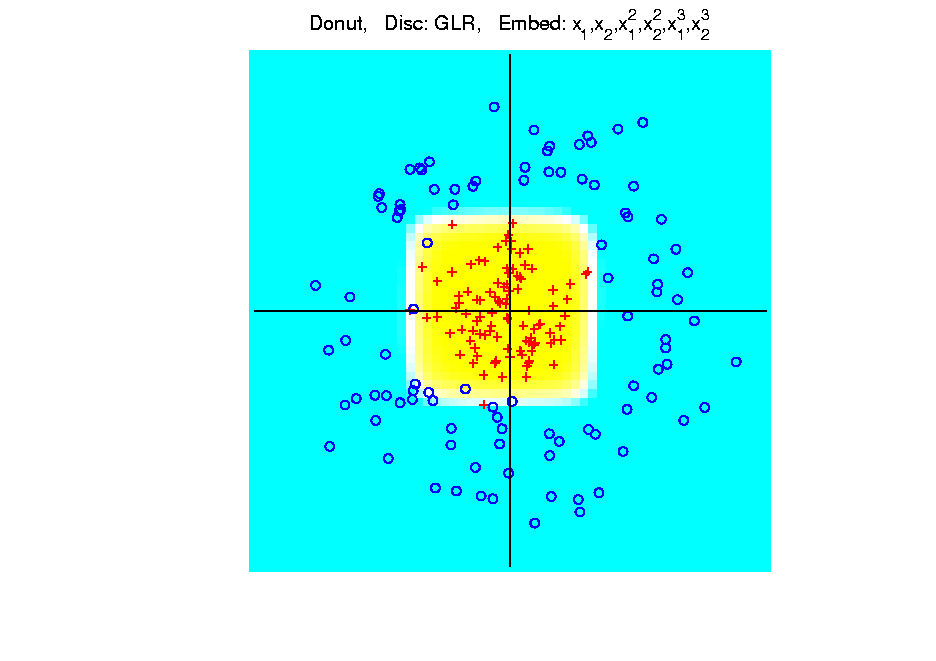 Donut, Disc: GLR, Embed: x₁,x₂,x₁²,x₂²,x₁³,x₂³